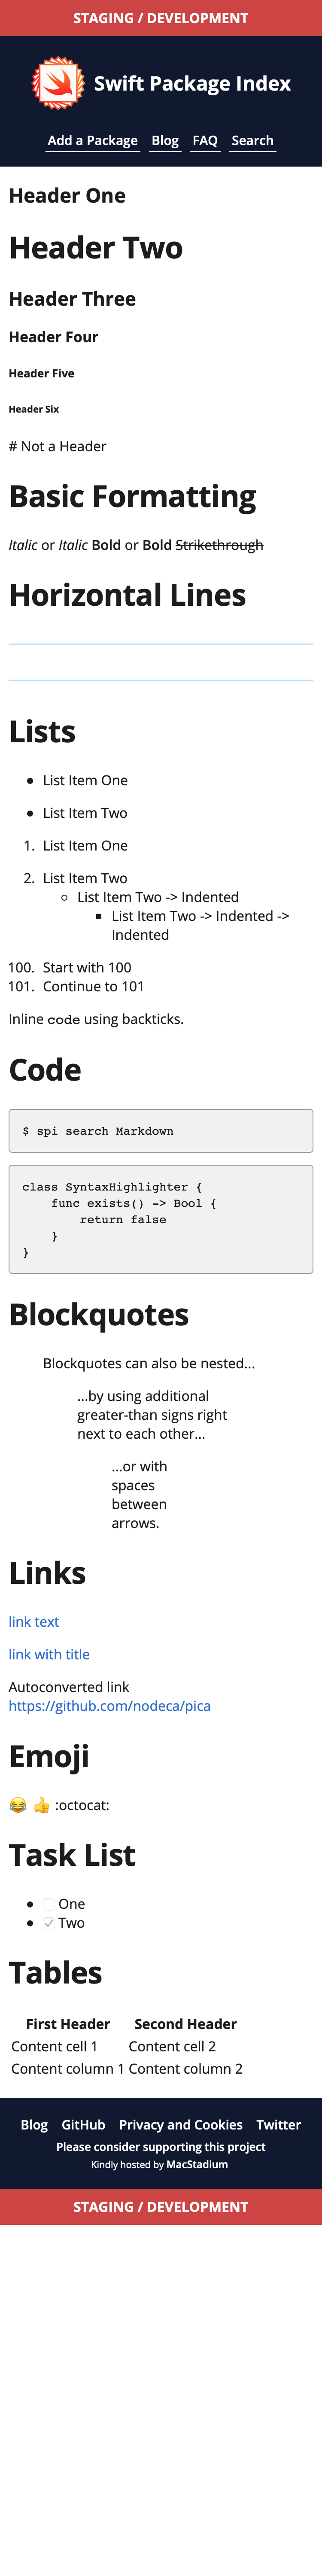 STAGING / DEVELOPMENT
Swift Package Index
Add a Package Blog FAQ Search
Header One
Header Two
Header Three
Header Four
Header Five
Header Six
# Not a Header
Basic Formatting
Italic or Italic Bold or Bold Strikethrough
Horizontal Lines
Lists
• List Item One
• List Item Two
1. List Item One
2. List Item Two
◦ List Item Two -> Indented
▪ List Item Two -> Indented ->
Indented
100. Start with 100
101. Continue to 101
Inline code using backticks.
Code
$ spi search Markdown
class SyntaxHighlighter {
    func exists() -> Bool {
        return false
    }
}
Blockquotes
Blockquotes can also be nested...
...by using additional
greater-than signs right
next to each other...
...or with
spaces
between
arrows.
Links
link text
link with title
Autoconverted link
https://github.com/nodeca/pica
Emoji
😂 👍 :octocat:
Task List
• ☐ One
• ☑ Two
Tables
First Header Second Header
Content cell 1 Content cell 2
Content column 1 Content column 2
Blog GitHub Privacy and Cookies Twitter
Please consider supporting this project
Kindly hosted by MacStadium
STAGING / DEVELOPMENT